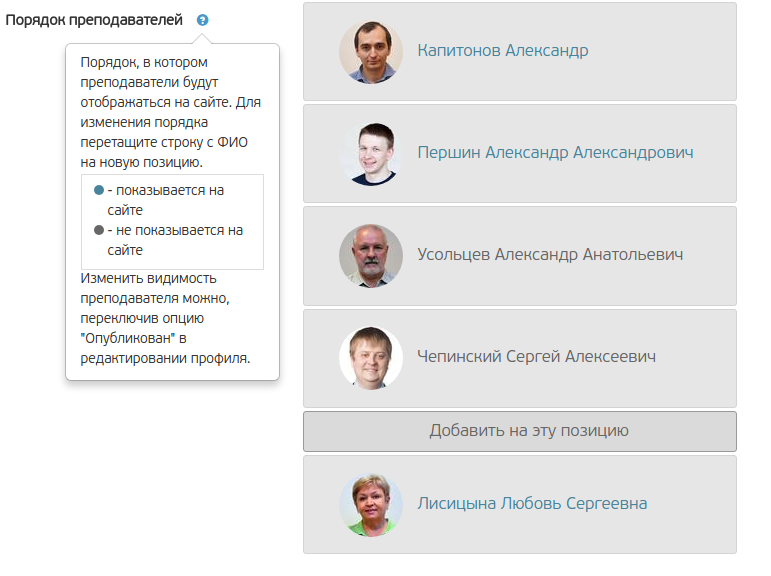 Порядок преподавателей
Порядок, в котором
преподаватели будут
отображаться на сайте. Для
изменения порядка
перетащите строку с ФИО
на новую позицию.
- показывается на
сайте
- не показывается на
сайте
Изменить видимость
преподавателя можно,
переключив опцию
"Опубликован" в
редактировании профиля.
Капитонов Александр
Першин Александр Александрович
Усольцев Александр Анатольевич
Чепинский Сергей Алексеевич
Добавить на эту позицию
Лисицына Любовь Сергеевна